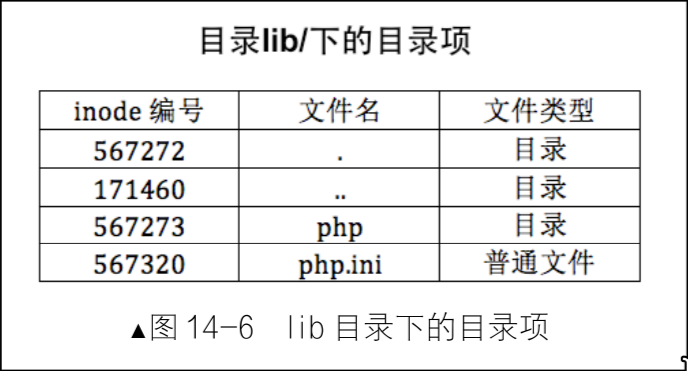 目录lib/下的目录项
inode 编号 文件名 文件类型
567272 . 目录
171460 .. 目录
567273 php 目录
567320 php.ini 普通文件
▲图 14-6 lib 目录下的目录项